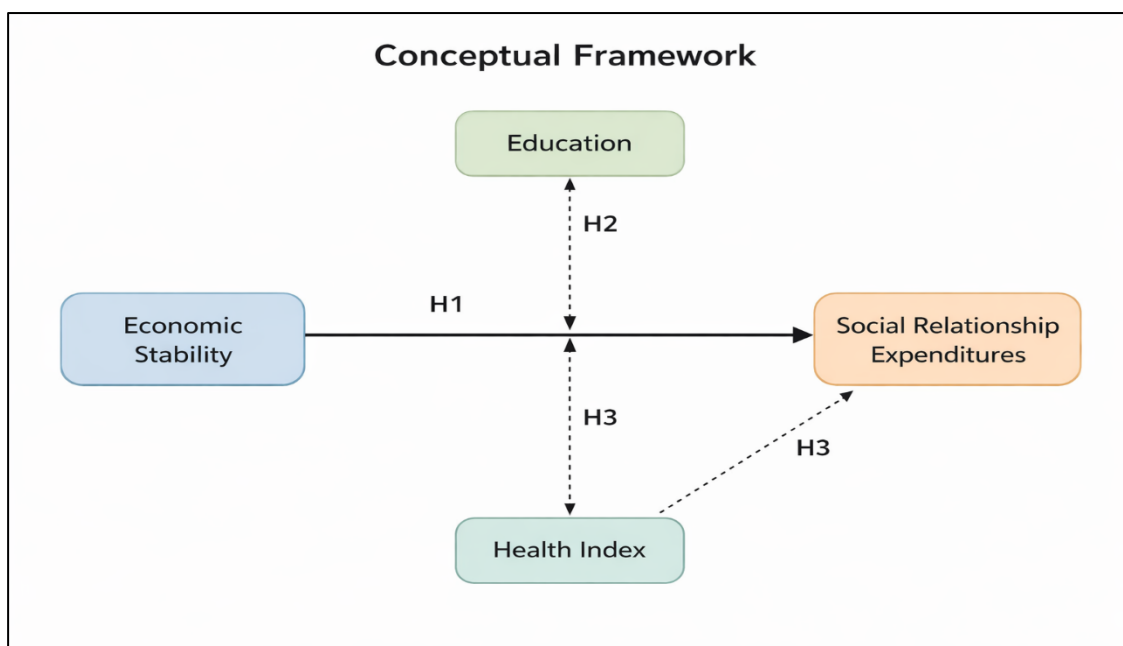 Conceptual Framework
Education
H2
H1
Economic
Stability
Social Relationship
Expenditures
H3
H3
Health Index